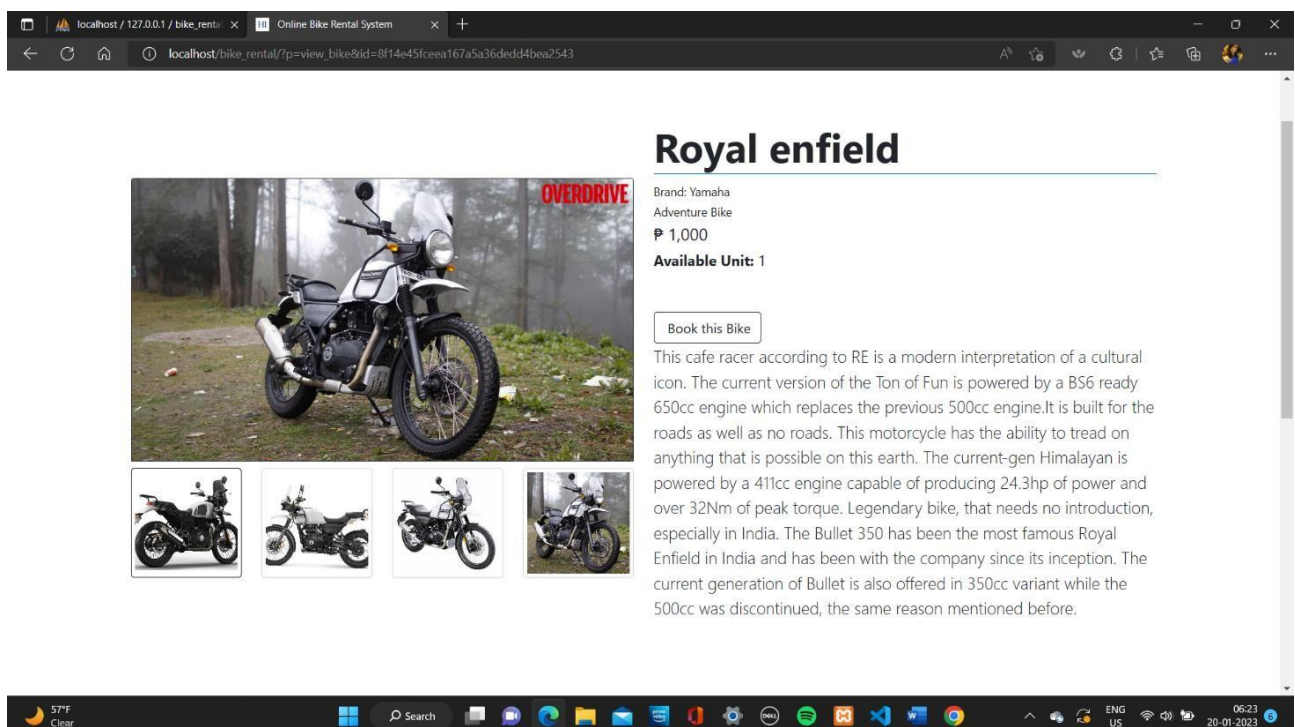 localhost / 127.0.0.1 / bike_renta
Online Bike Rental System
localhost/bike_rental/?p=view_bike&id=8f14e45fceea167a5a36dedd4bea2543
Royal enfield
OVERDRIVE
Brand: Yamaha
Adventure Bike
₱ 1,000
Available Unit: 1
Book this Bike
This cafe racer according to RE is a modern interpretation of a cultural
icon. The current version of the Ton of Fun is powered by a BS6 ready
650cc engine which replaces the previous 500cc engine.It is built for the
roads as well as no roads. This motorcycle has the ability to tread on
anything that is possible on this earth. The current-gen Himalayan is
powered by a 411cc engine capable of producing 24.3hp of power and
over 32Nm of peak torque. Legendary bike, that needs no introduction,
especially in India. The Bullet 350 has been the most famous Royal
Enfield in India and has been with the company since its inception. The
current generation of Bullet is also offered in 350cc variant while the
500cc was discontinued, the same reason mentioned before.
57°F
Clear
Search
ENG
US
06:23
20-01-2023
6